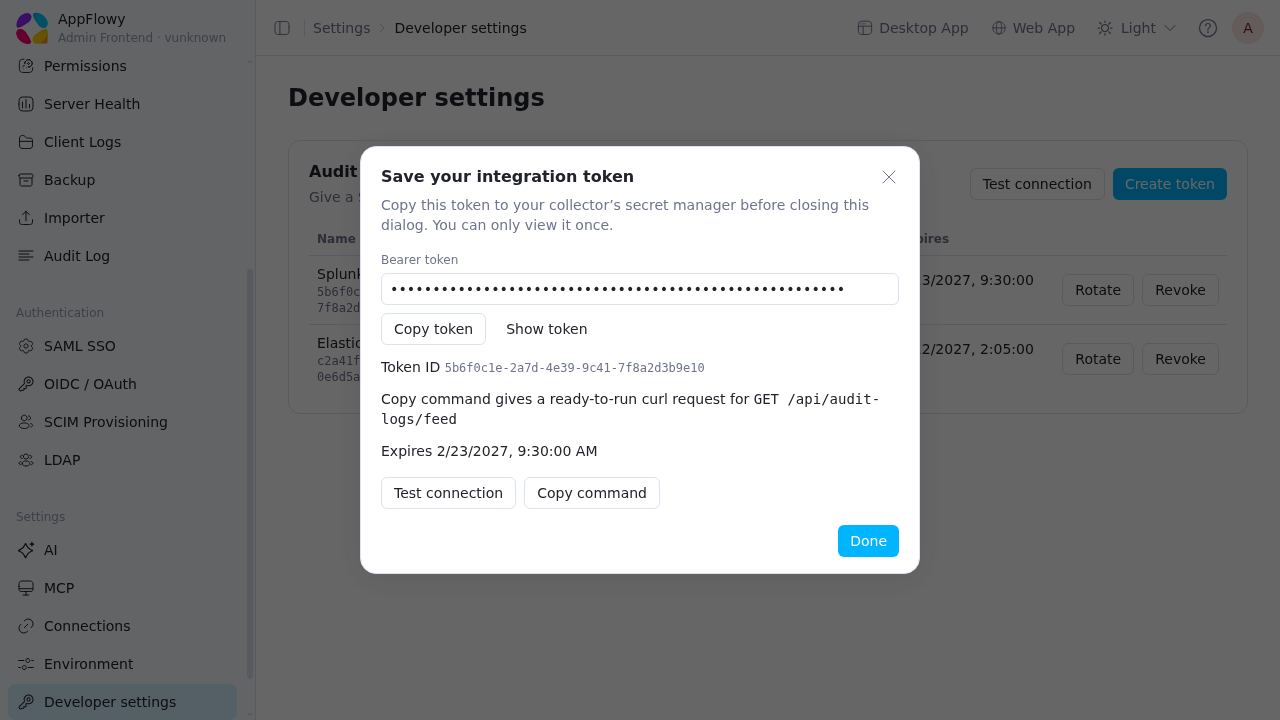 AppFlowy
Admin Frontend · vunknown
Permissions
Server Health
Client Logs
Backup
Importer
Audit Log
Authentication
SAML SSO
OIDC / OAuth
SCIM Provisioning
LDAP
Settings
AI
MCP
Connections
Environment
Developer settings
Settings
Developer settings
Desktop App
Web App
Light
A
Developer settings
Audit
Give a
Test connection
Create token
Name
Splunk
5b6f0c
7f8a2d
3/2027, 9:30:00
Rotate
Revoke
Elastic
c2a41f
0e6d5a
2/2027, 2:05:00
Rotate
Revoke
Save your integration token
Copy this token to your collector’s secret manager before closing this
dialog. You can only view it once.
Bearer token
••••••••••••••••••••••••••••••••••••••••••••••••••••••
Copy token
Show token
Token ID 5b6f0c1e-2a7d-4e39-9c41-7f8a2d3b9e10
Copy command gives a ready-to-run curl request for GET /api/audit-
logs/feed
Expires 2/23/2027, 9:30:00 AM
Test connection
Copy command
Done